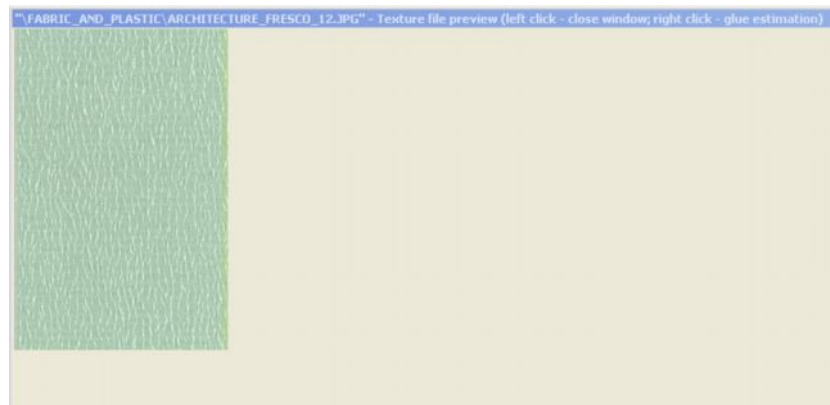 "\FABRIC_AND_PLASTIC\ARCHITECTURE_FRESCO_12.JPG" - Texture file preview (left click - close window; right click - glue estimation)